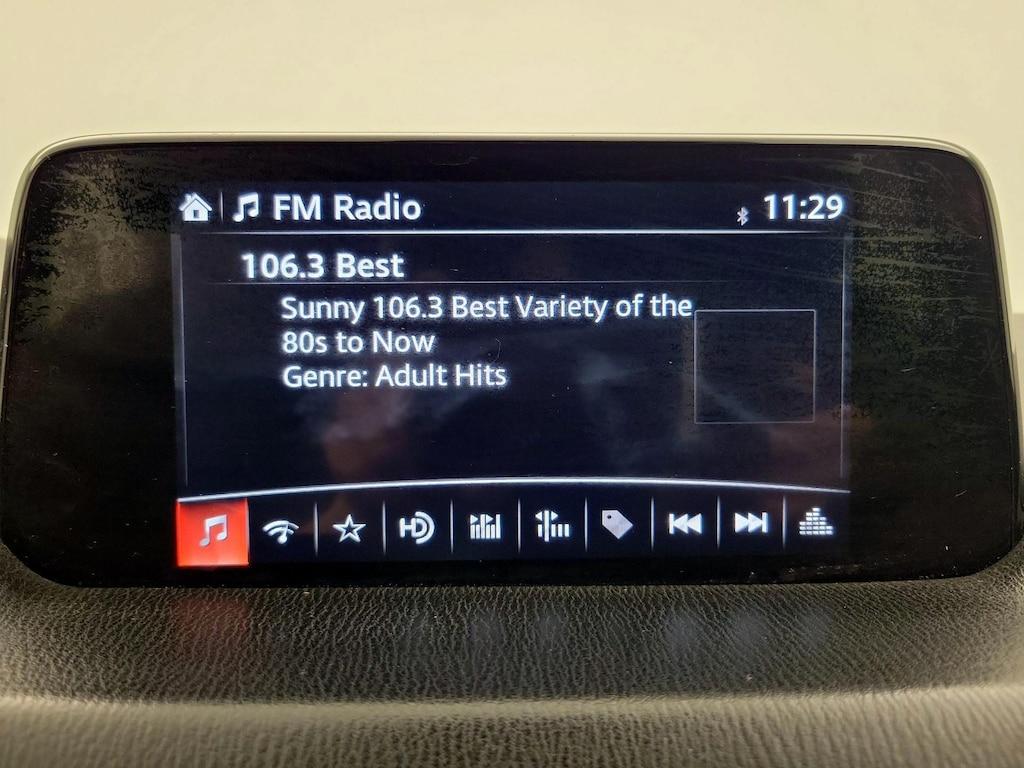 FM Radio
11:29
106.3 Best
Sunny 106.3 Best Variety of the
80s to Now
Genre: Adult Hits
HD